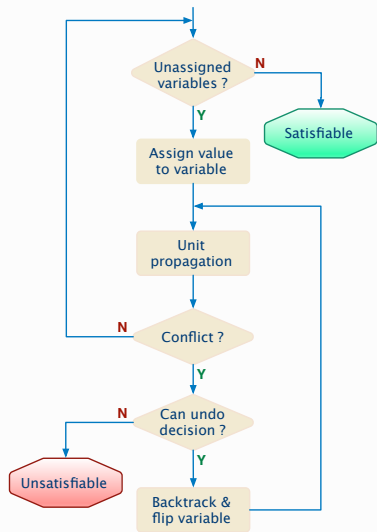 Unassigned
variables ?
N
Y
Satisfiable
Assign value
to variable
Unit
propagation
N
Conflict ?
Y
N
Can undo
decision ?
Y
Unsatisfiable
Backtrack &
flip variable